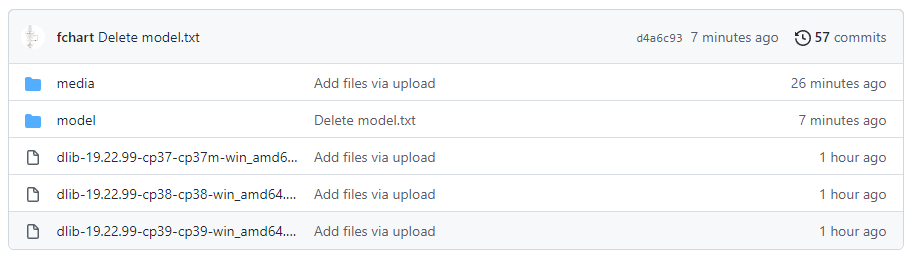 fchart Delete model.txt d4a6c93 7 minutes ago 57 commits
media Add files via upload 26 minutes ago
model Delete model.txt 7 minutes ago
dlib-19.22.99-cp37-cp37m-win_amd6... Add files via upload 1 hour ago
dlib-19.22.99-cp38-cp38-win_amd64.... Add files via upload 1 hour ago
dlib-19.22.99-cp39-cp39-win_amd64.... Add files via upload 1 hour ago